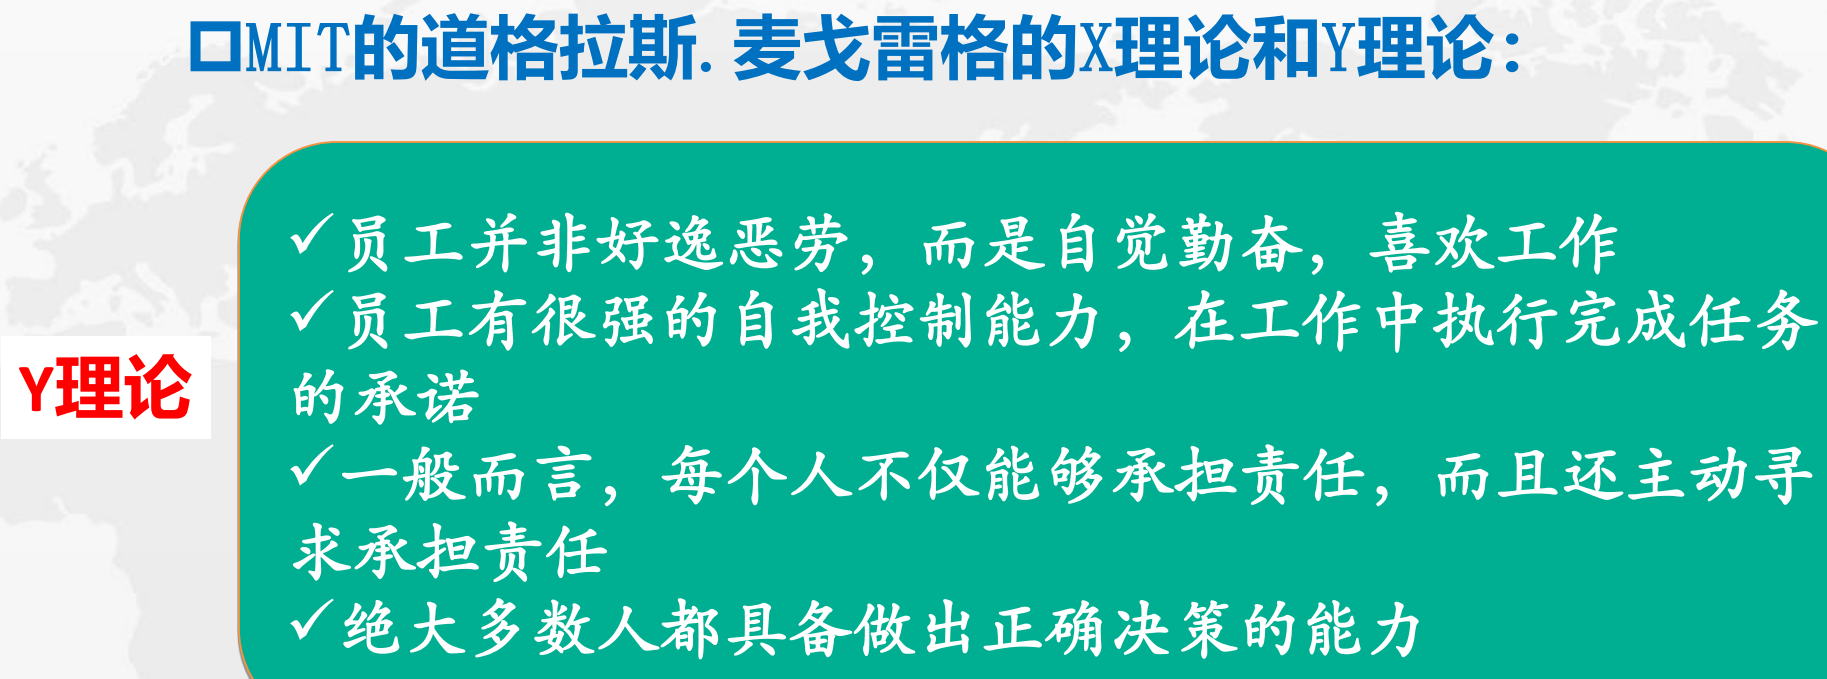 □MIT的道格拉斯.麦戈雷格的X理论和Y理论：
✓员工并非好逸恶劳，而是自觉勤奋，喜欢工作
✓员工有很强的自我控制能力，在工作中执行完成任务
的承诺
Y理论
✓一般而言，每个人不仅能够承担责任，而且还主动寻
求承担责任
✓绝大多数人都具备做出正确决策的能力